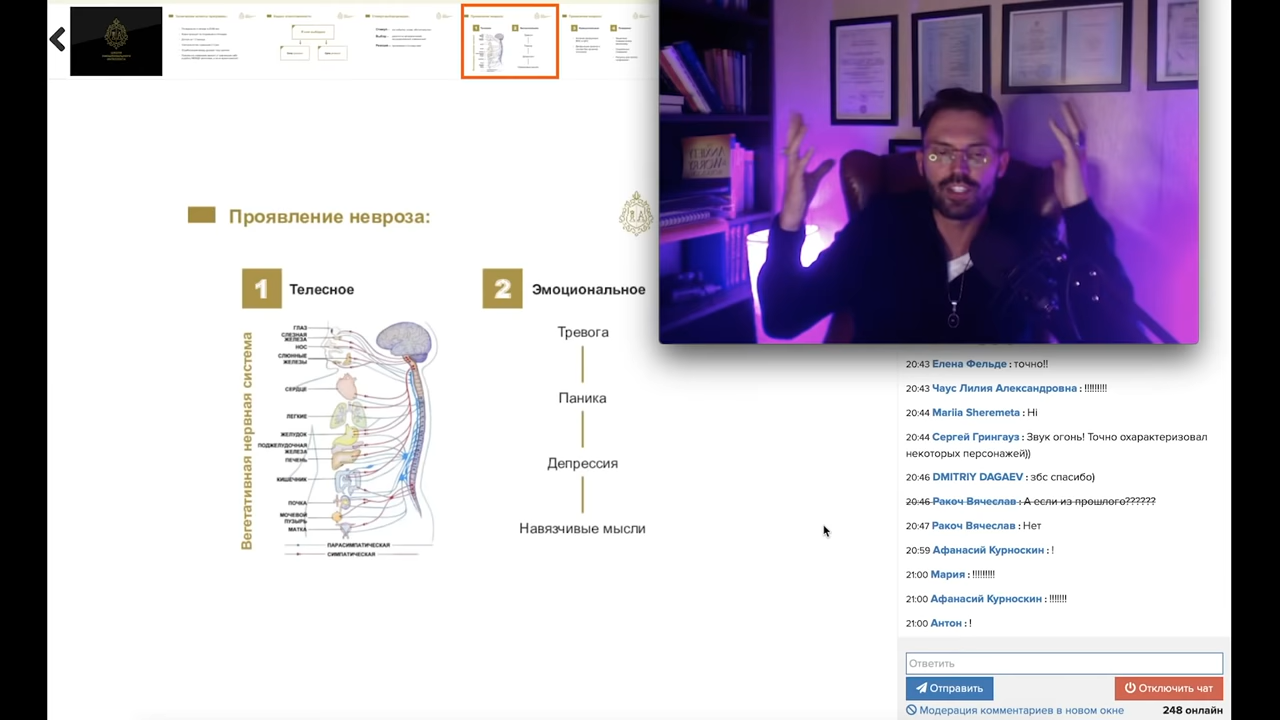 Проявление невроза:
1 Телесное
2 Эмоциональное
Вегетативная нервная система
ГЛАЗ
СЛЕЗНАЯ
ЖЕЛЕЗА
НОС
СЛЮННЫЕ
ЖЕЛЕЗЫ
СЕРДЦЕ
ЛЕГКИЕ
ЖЕЛУДОК
ПОДЖЕЛУДОЧНАЯ
ЖЕЛЕЗА
ПЕЧЕНЬ
КИШЕЧНИК
ПОЧКА
МОЧЕВОЙ
ПУЗЫРЬ
МАТКА
ПАРАСИМПАТИЧЕСКАЯ
СИМПАТИЧЕСКАЯ
Тревога
Паника
Депрессия
Навязчивые мысли
20:43 Елена Фельде : точно!!
20:43 Чаус Лилия Александровна : !!!!!!!!!
20:44 Mariia Sheremeta : Hi
20:44 Сергей Грингауз : Звук огонь! Точно охарактеризовал
некоторых персонажей))
20:46 DMITRIY DAGAEV : збс спасибо)
20:46 Ракоч Вячеслав : А если из прошлого??????
20:47 Ракоч Вячеслав : Нет
20:59 Афанасий Курноскин : !
21:00 Мария : !!!!!!!!!
21:00 Афанасий Курноскин : !!!!!!!
21:00 Антон : !
Ответить
Отправить
Отключить чат
Модерация комментариев в новом окне
248 онлайн